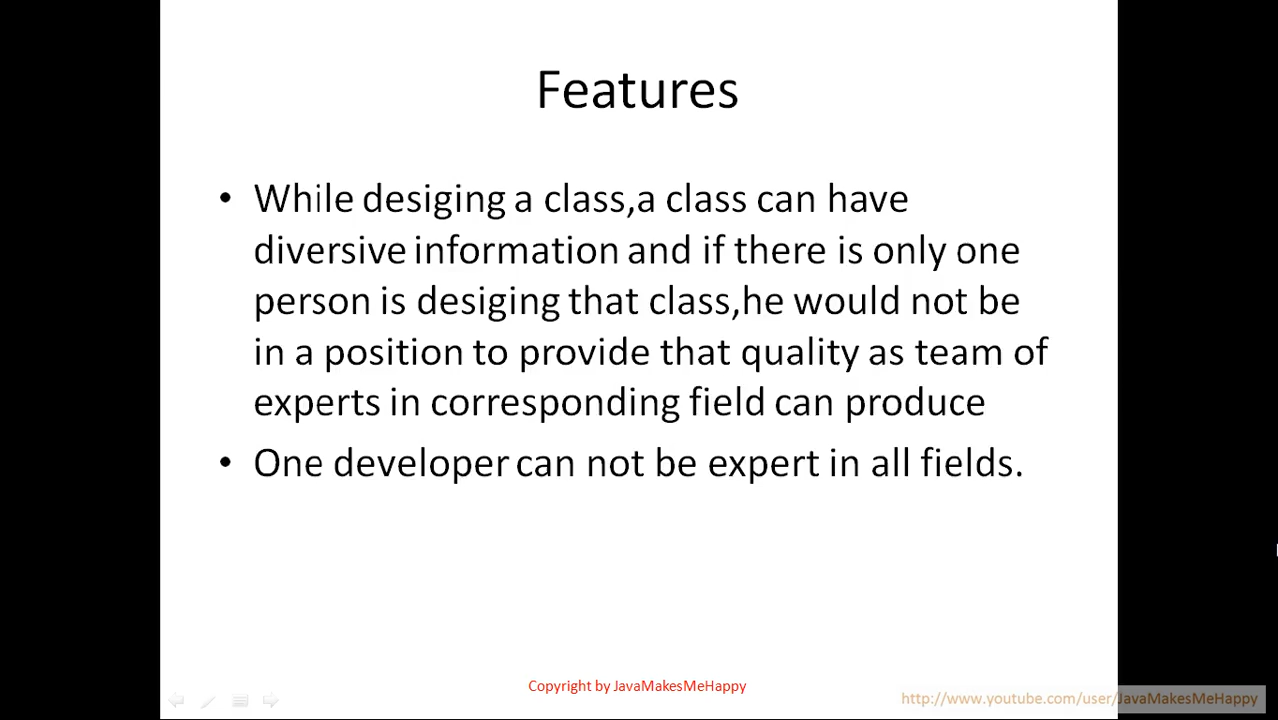 Features
• While desiging a class,a class can have
diversive information and if there is only one
person is desiging that class,he would not be
in a position to provide that quality as team of
experts in corresponding field can produce
• One developer can not be expert in all fields.
Copyright by JavaMakesMeHappy
http://www.youtube.com/user/JavaMakesMeHappy